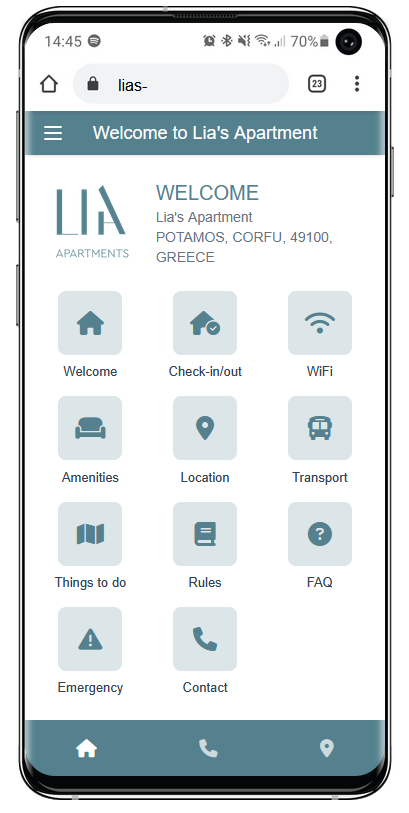 14:45 70%
lias- 23
Welcome to Lia's Apartment
LIA
APARTMENTS
WELCOME
Lia's Apartment
POTAMOS, CORFU, 49100,
GREECE
Welcome Check-in/out WiFi
Amenities Location Transport
Things to do Rules FAQ
Emergency Contact